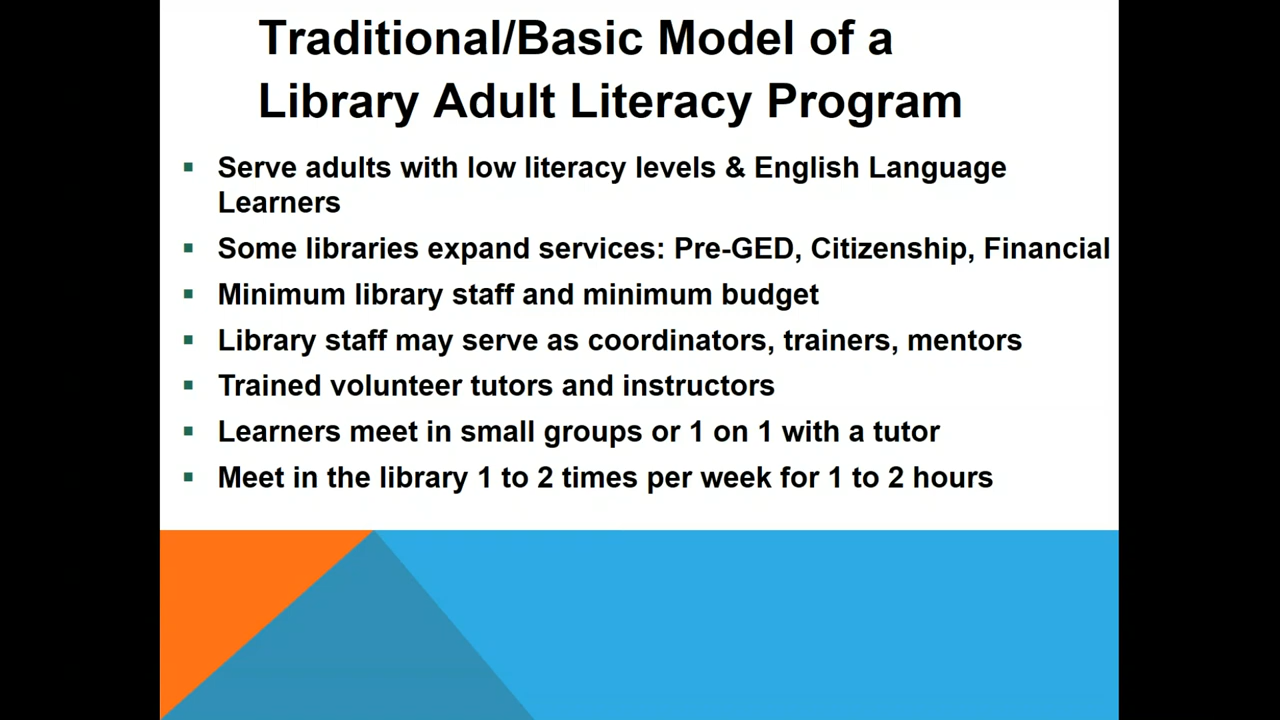 Traditional/Basic Model of a
Library Adult Literacy Program
▪ Serve adults with low literacy levels & English Language
Learners
▪ Some libraries expand services: Pre-GED, Citizenship, Financial
▪ Minimum library staff and minimum budget
▪ Library staff may serve as coordinators, trainers, mentors
▪ Trained volunteer tutors and instructors
▪ Learners meet in small groups or 1 on 1 with a tutor
▪ Meet in the library 1 to 2 times per week for 1 to 2 hours